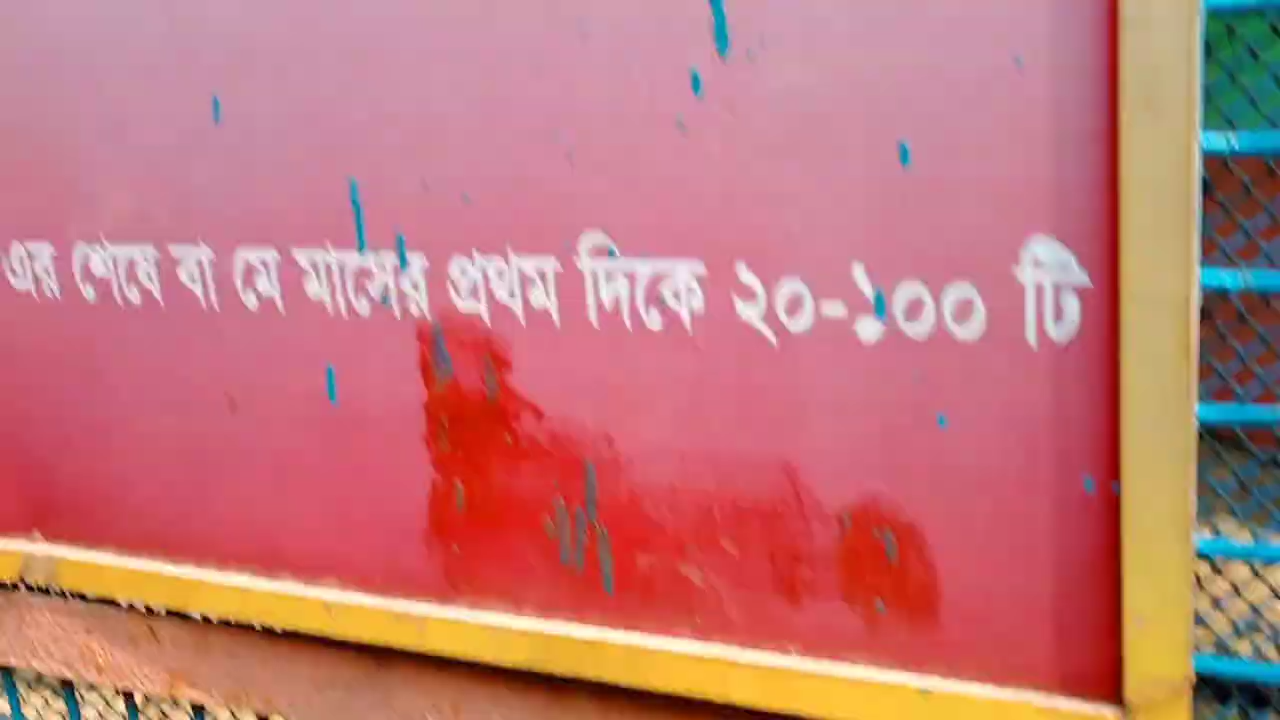 এর শেষে বা মে মাসের প্রথম দিকে ২০-১০০ টি